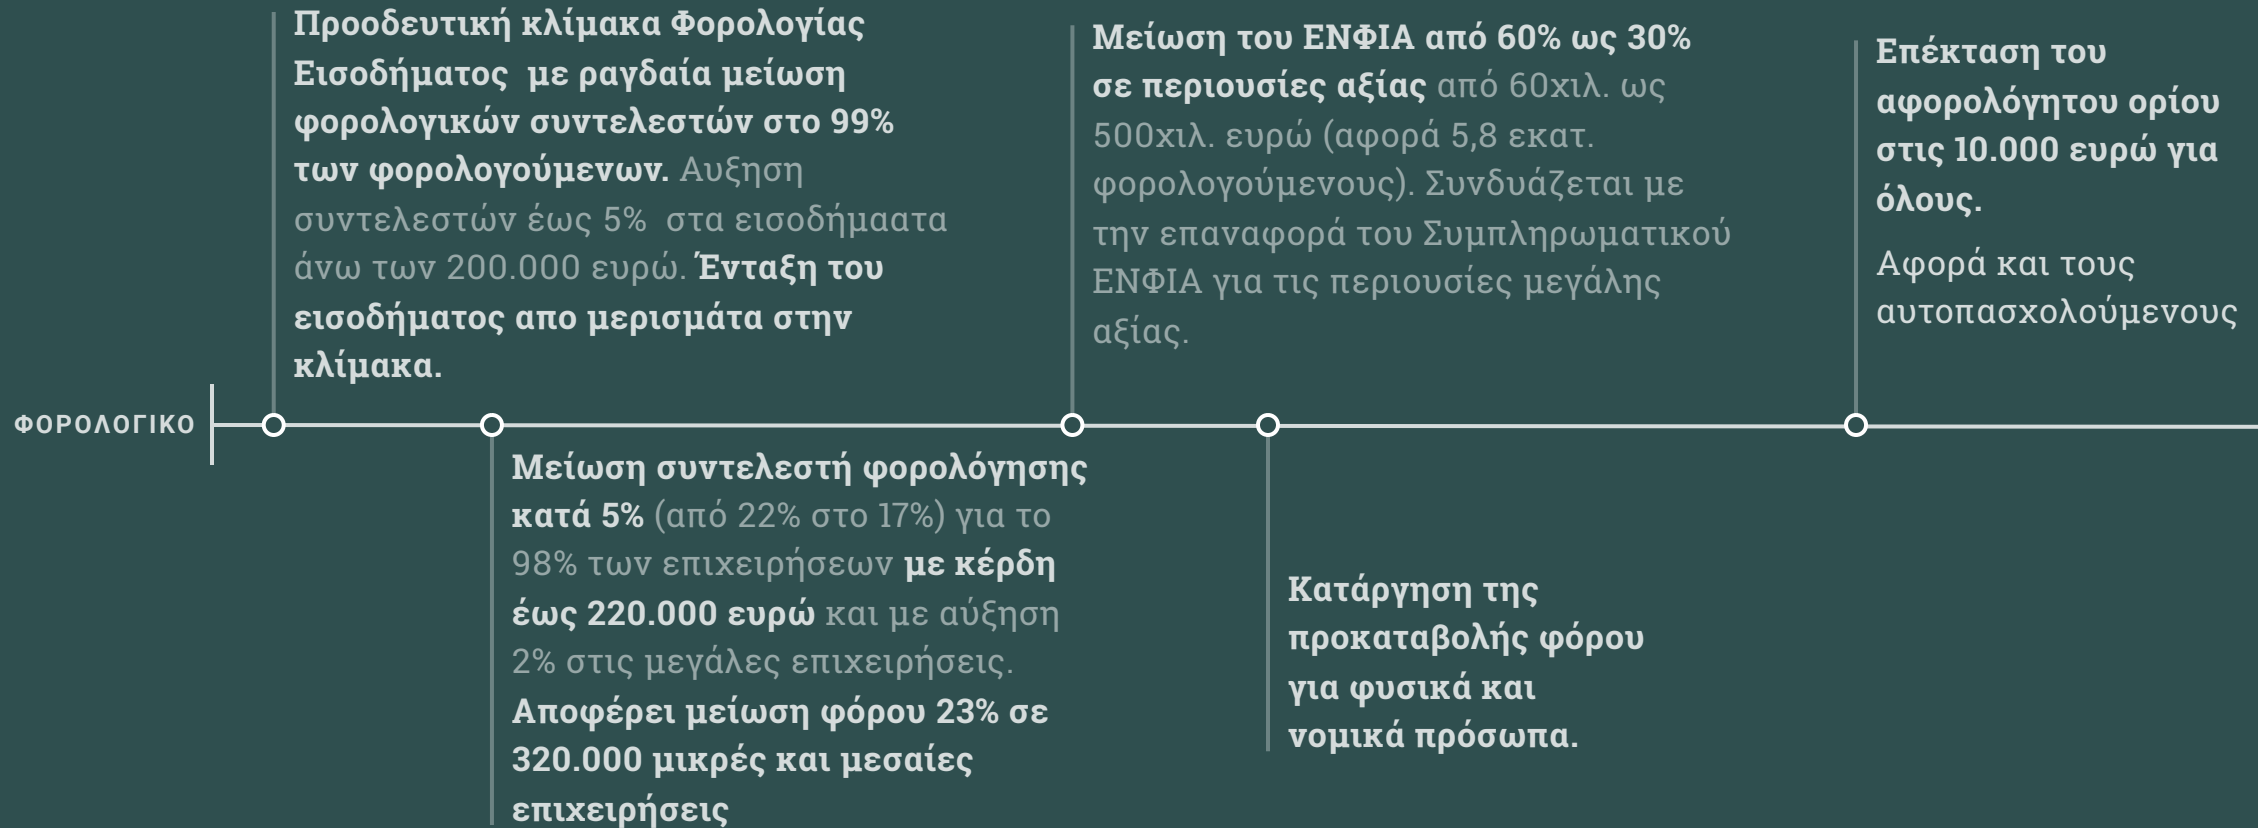 Προοδευτική κλίμακα Φορολογίας
Εισοδήματος  με ραγδαία μείωση
φορολογικών συντελεστών στο 99%
των φορολογούμενων. Αυξηση
συντελεστών έως 5%  στα εισοδήμαατα
άνω των 200.000 ευρώ. Ένταξη του
εισοδήματος απο μερισμάτα στην
κλίμακα.
Μείωση του ΕΝΦΙΑ από 60% ως 30%
σε περιουσίες αξίας από 60χιλ. ως
500χιλ. ευρώ (αφορά 5,8 εκατ.
φορολογούμενους). Συνδυάζεται με
την επαναφορά του Συμπληρωματικού
ΕΝΦΙΑ για τις περιουσίες μεγάλης
αξίας.
Επέκταση του
αφορολόγητου ορίου
στις 10.000 ευρώ για
όλους.
Αφορά και τους
αυτοπασχολούμενους
ΦΟΡΟΛΟΓΙΚΟ
Μείωση συντελεστή φορολόγησης
κατά 5% (από 22% στο 17%) για το
98% των επιχειρήσεων με κέρδη
έως 220.000 ευρώ και με αύξηση
2% στις μεγάλες επιχειρήσεις.
Αποφέρει μείωση φόρου 23% σε
320.000 μικρές και μεσαίες
επιχειρήσεις
Κατάργηση της
προκαταβολής φόρου
για φυσικά και
νομικά πρόσωπα.